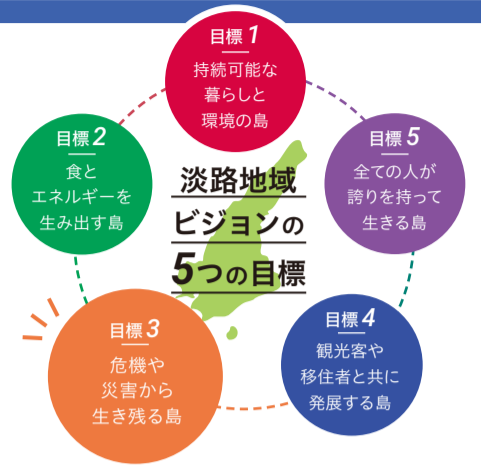 目標 1
持続可能な
暮らしと
環境の島
目標 2
食と
エネルギーを
生み出す島
目標 5
全ての人が
誇りを持って
生きる島
淡路地域
ビジョンの
5つの目標
目標 3
危機や
災害から
生き残る島
目標 4
観光客や
移住者と共に
発展する島